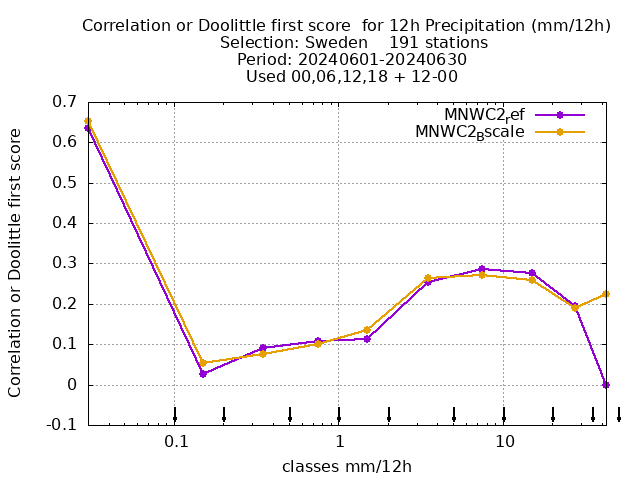 Correlation or Doolittle first score  for 12h Precipitation (mm/12h)
Selection: Sweden    191 stations
Period: 20240601-20240630
Used 00,06,12,18 + 12-00
MNWC2ref
MNWC2Bscale
Correlation or Doolittle first score
0.7
0.6
0.5
0.4
0.3
0.2
0.1
0
-0.1
0.1
1
10
classes mm/12h